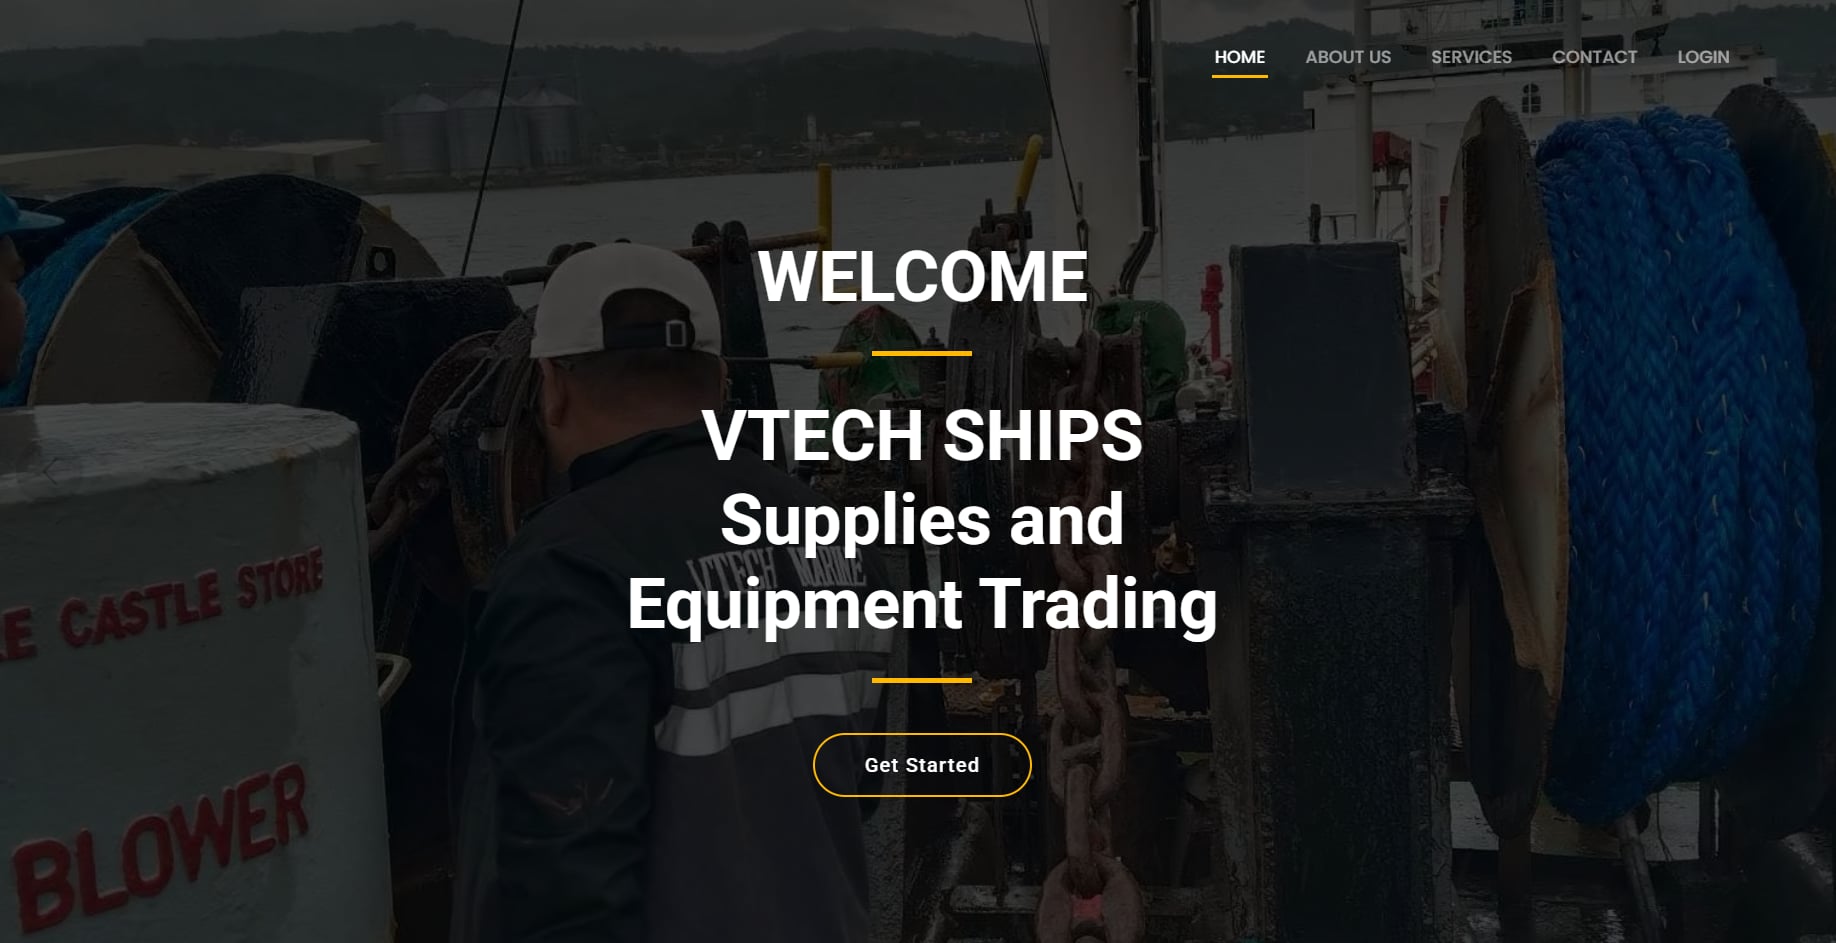 HOME ABOUT US SERVICES CONTACT LOGIN
WELCOME
VTECH SHIPS
Supplies and
Equipment Trading
Get Started
VTECH MARINE
CASTLE STORE
BLOWER